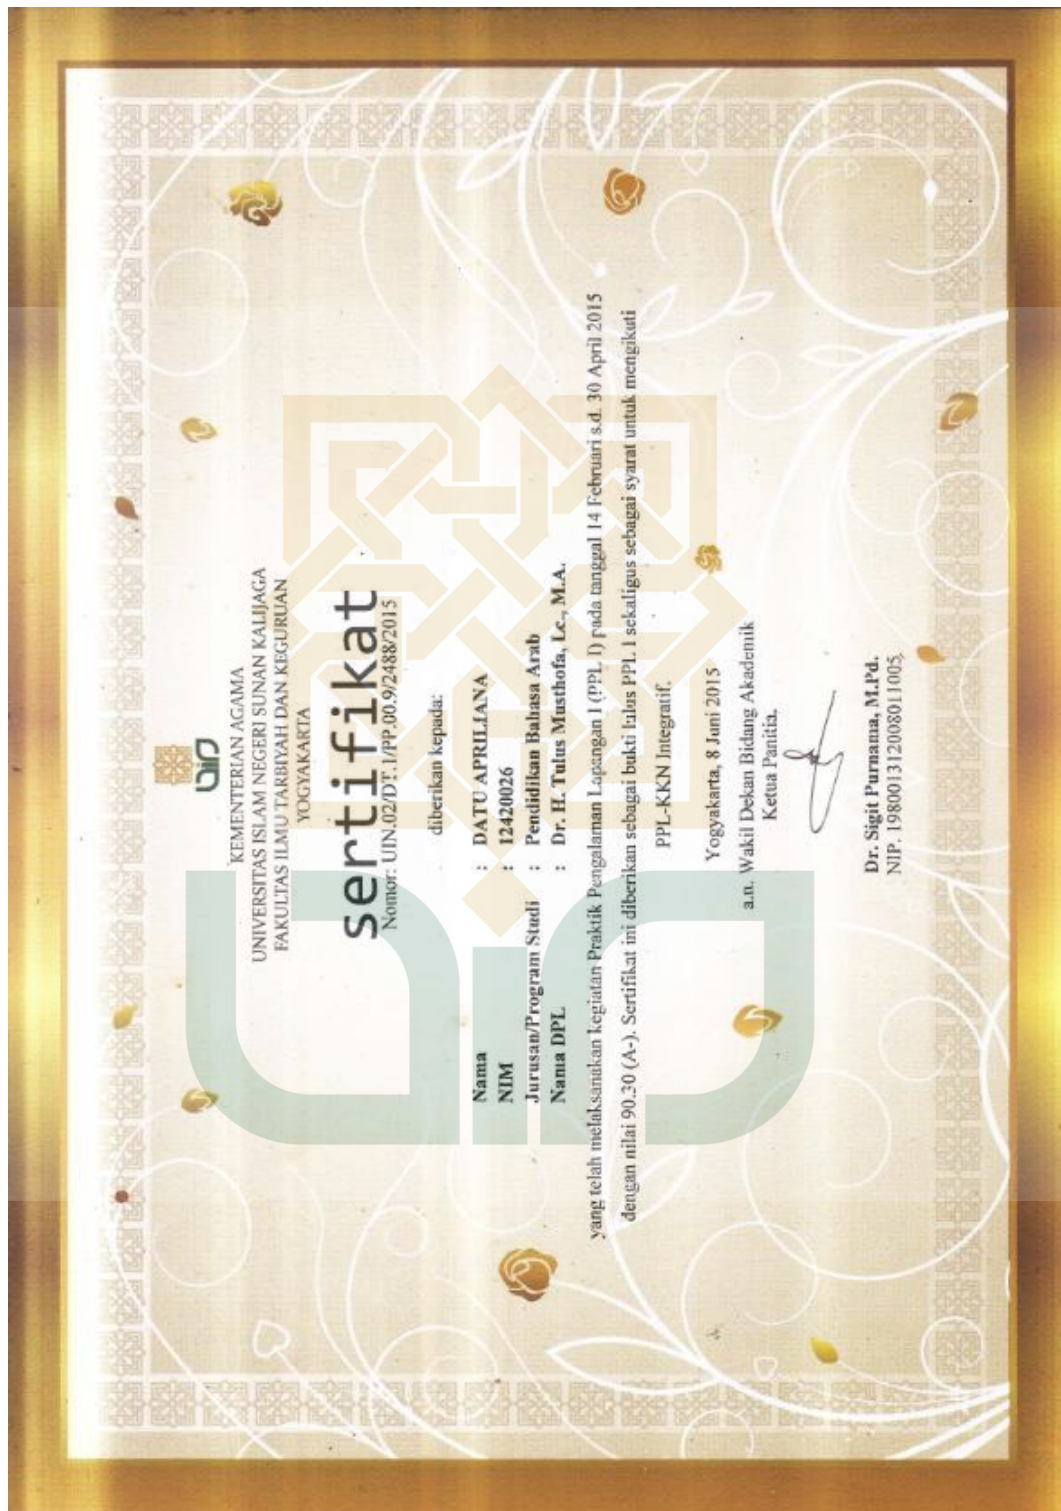 UIN
KEMENTERIAN AGAMA
UNIVERSITAS ISLAM NEGERI SUNAN KALIJAGA
FAKULTAS ILMU TARBIYAH DAN KEGURUAN
YOGYAKARTA
sertifikat
Nomor: UIN.02/DT.1/PP.00.9/2488/2015
diberikan kepada:
Nama : DATU APRILIANA
NIM : 12420026
Jurusan/Program Studi : Pendidikan Bahasa Arab
Nama DPL : Dr. H. Tulus Musthofa, Lc., M.A.
yang telah melaksanakan kegiatan Praktik Pengalaman Lapangan I (PPL I) pada tanggal 14 Februari s.d. 30 April 2015
dengan nilai 90.30 (A-). Sertifikat ini diberikan sebagai bukti lulus PPL I sekaligus sebagai syarat untuk mengikuti
PPL-KKN Integratif.
Yogyakarta, 8 Juni 2015
a.n. Wakil Dekan Bidang Akademik
Ketua Panitia.
Dr. Sigit Purnama, M.Pd.
NIP. 198001312008011005